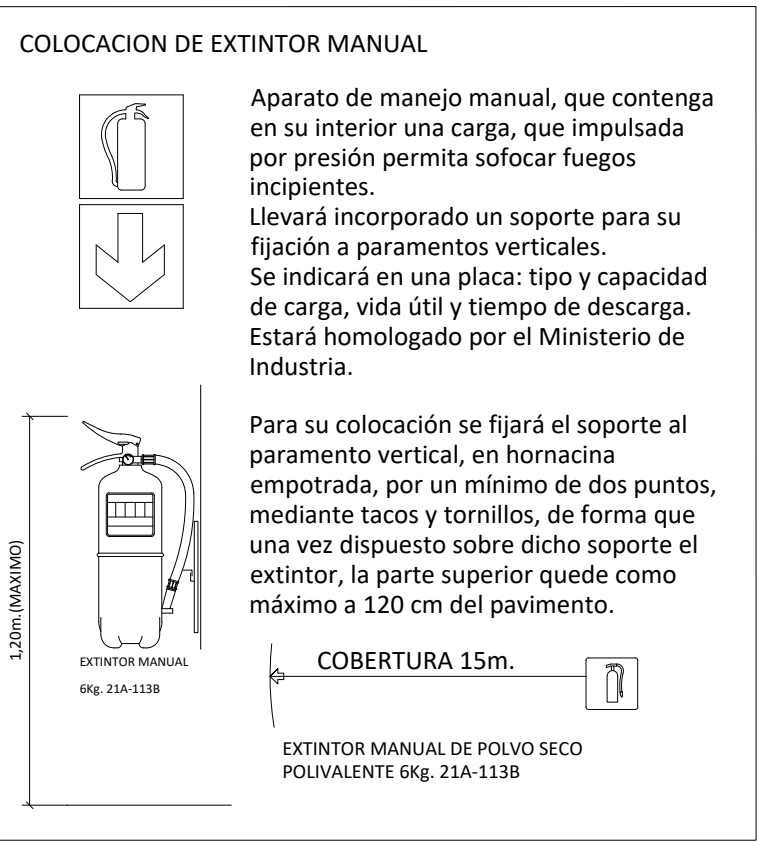 COLOCACION DE EXTINTOR MANUAL
Aparato de manejo manual, que contenga
en su interior una carga, que impulsada
por presión permita sofocar fuegos
incipientes.
Llevará incorporado un soporte para su
fijación a paramentos verticales.
Se indicará en una placa: tipo y capacidad
de carga, vida útil y tiempo de descarga.
Estará homologado por el Ministerio de
Industria.
Para su colocación se fijará el soporte al
paramento vertical, en hornacina
empotrada, por un mínimo de dos puntos,
mediante tacos y tornillos, de forma que
una vez dispuesto sobre dicho soporte el
extintor, la parte superior quede como
máximo a 120 cm del pavimento.
1,20m.(MAXIMO)
EXTINTOR MANUAL
6Kg. 21A-113B
COBERTURA 15m.
EXTINTOR MANUAL DE POLVO SECO
POLIVALENTE 6Kg. 21A-113B